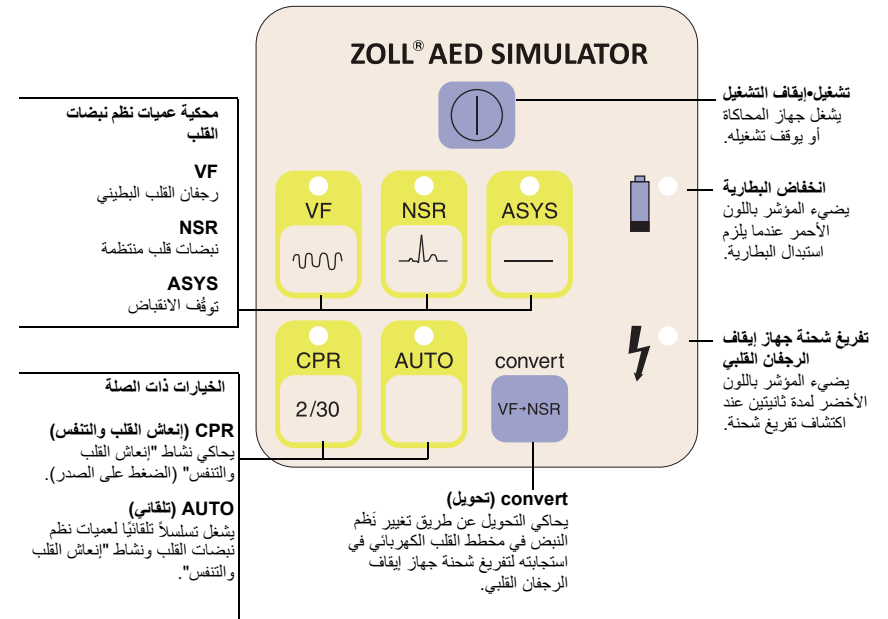 ZOLL® AED SIMULATOR
تشغيل•إيقاف التشغيل
يشغل جهاز المحاكاة
أو يوقف تشغيله.
محكية عميات نظم نبضات
القلب
VF
رجفان القلب البطيني
NSR
نبضات قلب منتظمة
ASYS
توقُف الانقباض
VF
NSR
ASYS
انخفاض البطارية
يضيء المؤشر باللون
الأحمر عندما يلزم
استبدال البطارية.
تفريغ شحنة جهاز إيقاف
الرجفان القلبي
يضيء المؤشر باللون
الأخضر لمدة ثانيتين عند
اكتشاف تفريغ شحنة.
CPR
2/30
AUTO
convert
VF→NSR
الخيارات ذات الصلة
CPR (إنعاش القلب والتنفس)
يحاكي نشاط "إنعاش القلب
والتنفس" (الضغط على الصدر).
AUTO (تلقائي)
يشغل تسلسلاً تلقائيًا لعميات نظم
نبضات القلب ونشاط "إنعاش القلب
والتنفس".
convert (تحويل)
يحاكي التحويل عن طريق تغيير نَظم
النبض في مخطط القلب الكهربائي في
استجابته لتفريغ شحنة جهاز إيقاف
الرجفان القلبي.